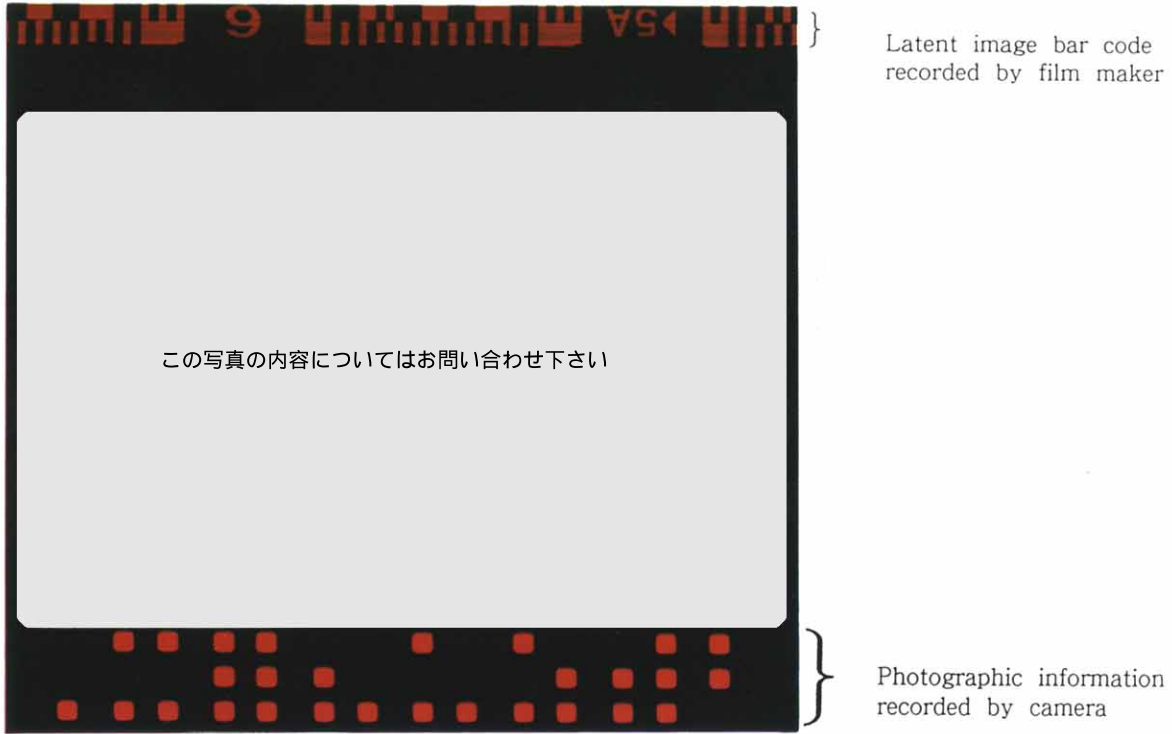 6
5A
Latent image bar code
recorded by film maker
この写真の内容についてはお問い合わせ下さい
Photographic information
recorded by camera